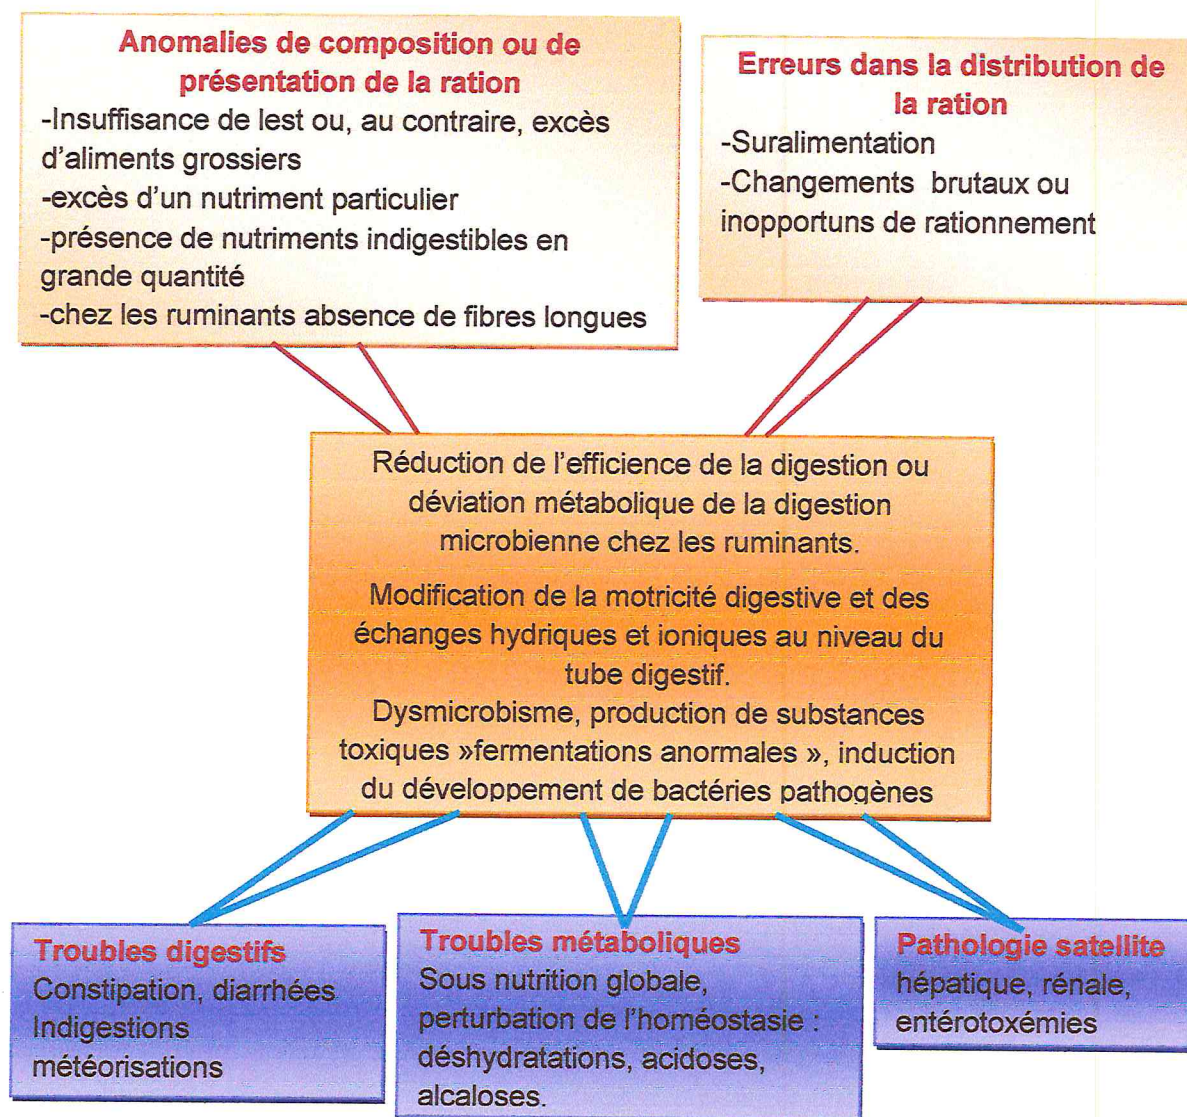 Anomalies de composition ou de
présentation de la ration
-Insuffisance de lest ou, au contraire, excès
d'aliments grossiers
-excès d'un nutriment particulier
-présence de nutriments indigestibles en
grande quantité
-chez les ruminants absence de fibres longues
Erreurs dans la distribution de
la ration
-Suralimentation
-Changements brutaux ou
inopportuns de rationnement
Réduction de l'efficience de la digestion ou
déviation métabolique de la digestion
microbienne chez les ruminants.
Modification de la motricité digestive et des
échanges hydriques et ioniques au niveau du
tube digestif.
Dysmicrobisme, production de substances
toxiques »fermentations anormales », induction
du développement de bactéries pathogènes
Troubles digestifs
Constipation, diarrhées
Indigestions
météorisations
Troubles métaboliques
Sous nutrition globale,
perturbation de l'homéostasie :
déshydratations, acidoses,
alcaloses.
Pathologie satellite
hépatique, rénale,
entérotoxémies